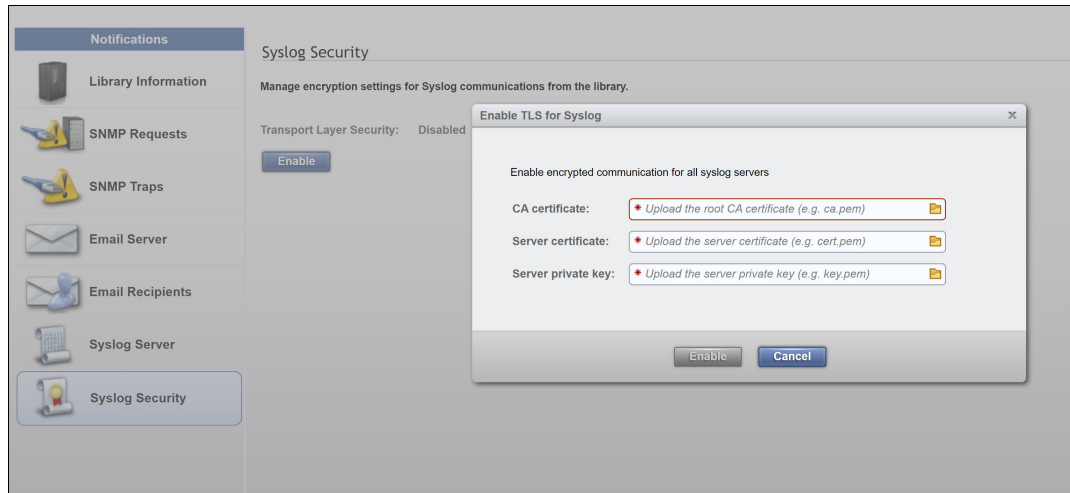 Notifications
Library Information
SNMP Requests
SNMP Traps
Email Server
Email Recipients
Syslog Server
Syslog Security
Syslog Security
Manage encryption settings for Syslog communications from the library.
Transport Layer Security: Disabled
Enable
Enable TLS for Syslog x
Enable encrypted communication for all syslog servers
CA certificate: * Upload the root CA certificate (e.g. ca.pem)
Server certificate: * Upload the server certificate (e.g. cert.pem)
Server private key: * Upload the server private key (e.g. key.pem)
Enable Cancel